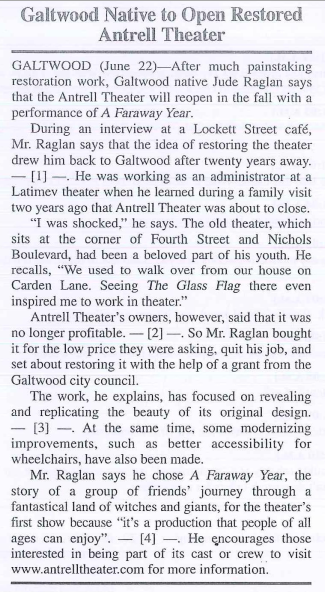 Galtwood Native to Open Restored
Antrell Theater
GALTWOOD (June 22)—After much painstaking
restoration work, Galtwood native Jude Raglan says
that the Antrell Theater will reopen in the fall with a
performance of A Faraway Year.
During an interview at a Lockett Street café,
Mr. Raglan says that the idea of restoring the theater
drew him back to Galtwood after twenty years away.
— [1] —. He was working as an administrator at a
Latimev theater when he learned during a family visit
two years ago that Antrell Theater was about to close.
“I was shocked,” he says. The old theater, which
sits at the corner of Fourth Street and Nichols
Boulevard, had been a beloved part of his youth. He
recalls, “We used to walk over from our house on
Carden Lane. Seeing The Glass Flag there even
inspired me to work in theater.”
Antrell Theater's owners, however, said that it was
no longer profitable. — [2] —. So Mr. Raglan bought
it for the low price they were asking, quit his job, and
set about restoring it with the help of a grant from the
Galtwood city council.
The work, he explains, has focused on revealing
and replicating the beauty of its original design.
— [3] —. At the same time, some modernizing
improvements, such as better accessibility for
wheelchairs, have also been made.
Mr. Raglan says he chose A Faraway Year, the
story of a group of friends' journey through a
fantastical land of witches and giants, for the theater's
first show because “it's a production that people of all
ages can enjoy”. — [4] —. He encourages those
interested in being part of its cast or crew to visit
www.antrelltheater.com for more information.